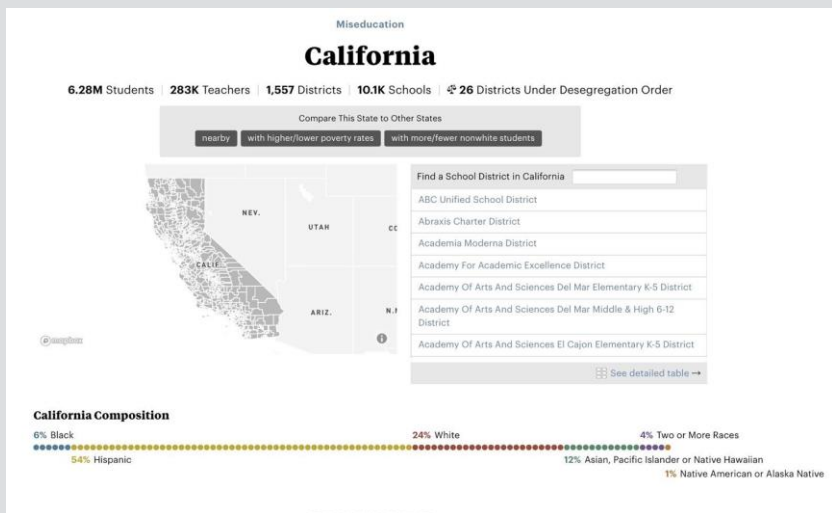 Miseducation
California
6.28M Students | 283K Teachers | 1,557 Districts | 10.1K Schools | 26 Districts Under Desegregation Order
Compare This State to Other States
nearby with higher/lower poverty rates with more/fewer nonwhite students
NEV.
UTAH
CO
CALIF.
ARIZ.
N.M
mapbox
Find a School District in California
ABC Unified School District
Abraxis Charter District
Academia Moderna District
Academy For Academic Excellence District
Academy Of Arts And Sciences Del Mar Elementary K-5 District
Academy Of Arts And Sciences Del Mar Middle & High 6-12
District
Academy Of Arts And Sciences El Cajon Elementary K-5 District
See detailed table →
California Composition
6% Black 24% White 4% Two or More Races
54% Hispanic 12% Asian, Pacific Islander or Native Hawaiian
1% Native American or Alaska Native